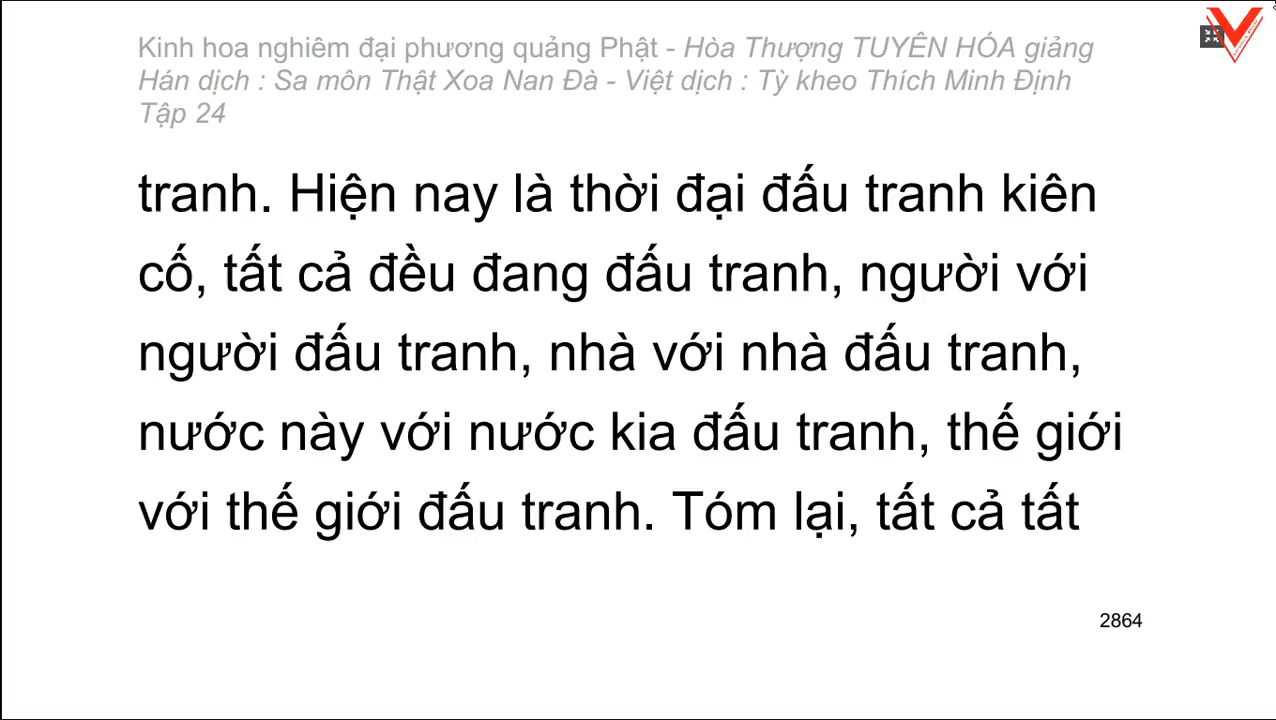 Kinh hoa nghiêm đại phương quảng Phật - Hòa Thượng TUYÊN HÓA giảng
Hán dịch : Sa môn Thật Xoa Nan Đà - Việt dịch : Tỳ kheo Thích Minh Định
Tập 24
tranh. Hiện nay là thời đại đấu tranh kiên
cố, tất cả đều đang đấu tranh, người với
người đấu tranh, nhà với nhà đấu tranh,
nước này với nước kia đấu tranh, thế giới
với thế giới đấu tranh. Tóm lại, tất cả tất
2864